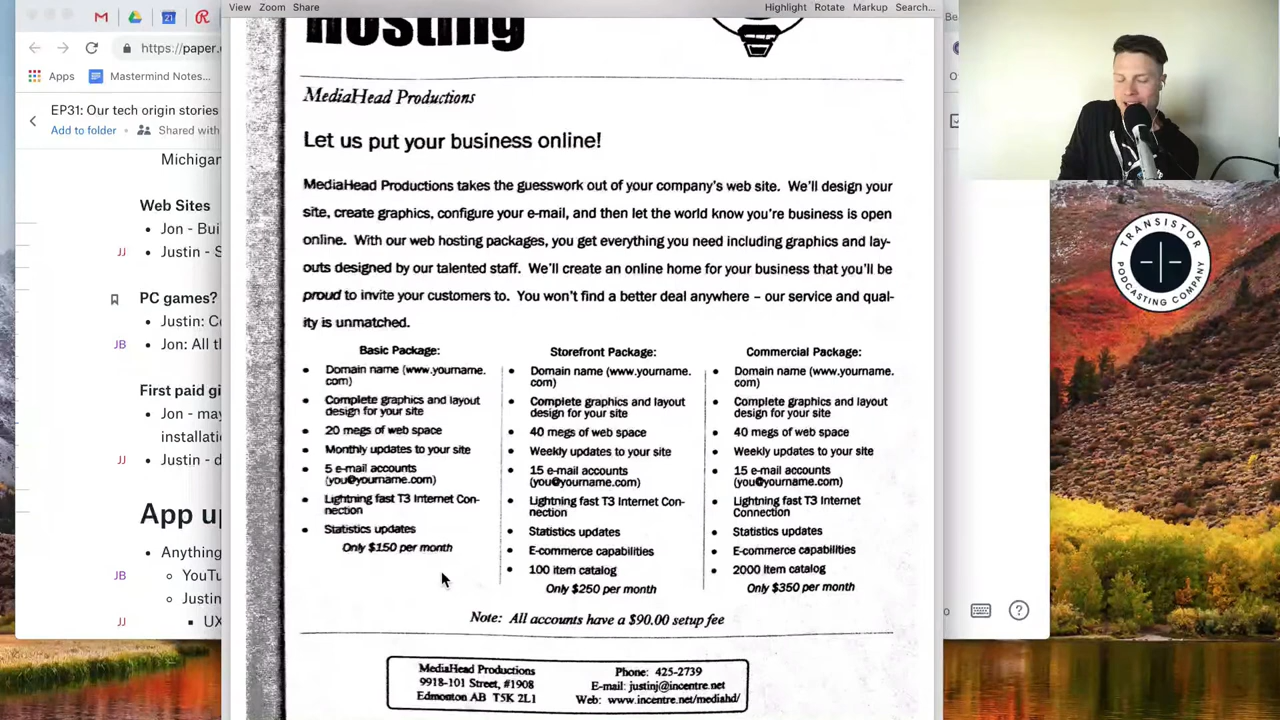 View Zoom Share Highlight Rotate Markup Search...
https://paper.
Apps Mastermind Notes...
EP31: Our tech origin stories
Add to folder Shared with
Michigan
Web Sites
Jon - Bui
JJ Justin - S
PC games?
Justin: Co
JB Jon: All th
First paid gi
Jon - may
installatio
JJ Justin - d
App up
Anything
JB YouTu
Justin
JJ UX
Hosting
MediaHead Productions
Let us put your business online!
MediaHead Productions takes the guesswork out of your company's web site. We'll design your
site, create graphics, configure your e-mail, and then let the world know you're business is open
online. With our web hosting packages, you get everything you need including graphics and lay-
outs designed by our talented staff. We'll create an online home for your business that you'll be
proud to invite your customers to. You won't find a better deal anywhere – our service and qual-
ity is unmatched.
Basic Package:
Domain name (www.yourname.
com)
Complete graphics and layout
design for your site
20 megs of web space
Monthly updates to your site
5 e-mail accounts
(you@yourname.com)
Lightning fast T3 Internet Con-
nection
Statistics updates
Only $150 per month
Storefront Package:
Domain name (www.yourname.
com)
Complete graphics and layout
design for your site
40 megs of web space
Weekly updates to your site
15 e-mail accounts
(you@yourname.com)
Lightning fast T3 Internet Con-
nection
Statistics updates
E-commerce capabilities
100 item catalog
Only $250 per month
Commercial Package:
Domain name (www.yourname.
com)
Complete graphics and layout
design for your site
40 megs of web space
Weekly updates to your site
15 e-mail accounts
(you@yourname.com)
Lightning fast T3 Internet
Connection
Statistics updates
E-commerce capabilities
2000 item catalog
Only $350 per month
Note: All accounts have a $90.00 setup fee
MediaHead Productions
9918-101 Street, #1908
Edmonton AB T5K 2L1
Phone: 425-2739
E-mail: justinj@incentre.net
Web: www.incentre.net/mediahd/
TRANSISTOR
PODCASTING COMPANY